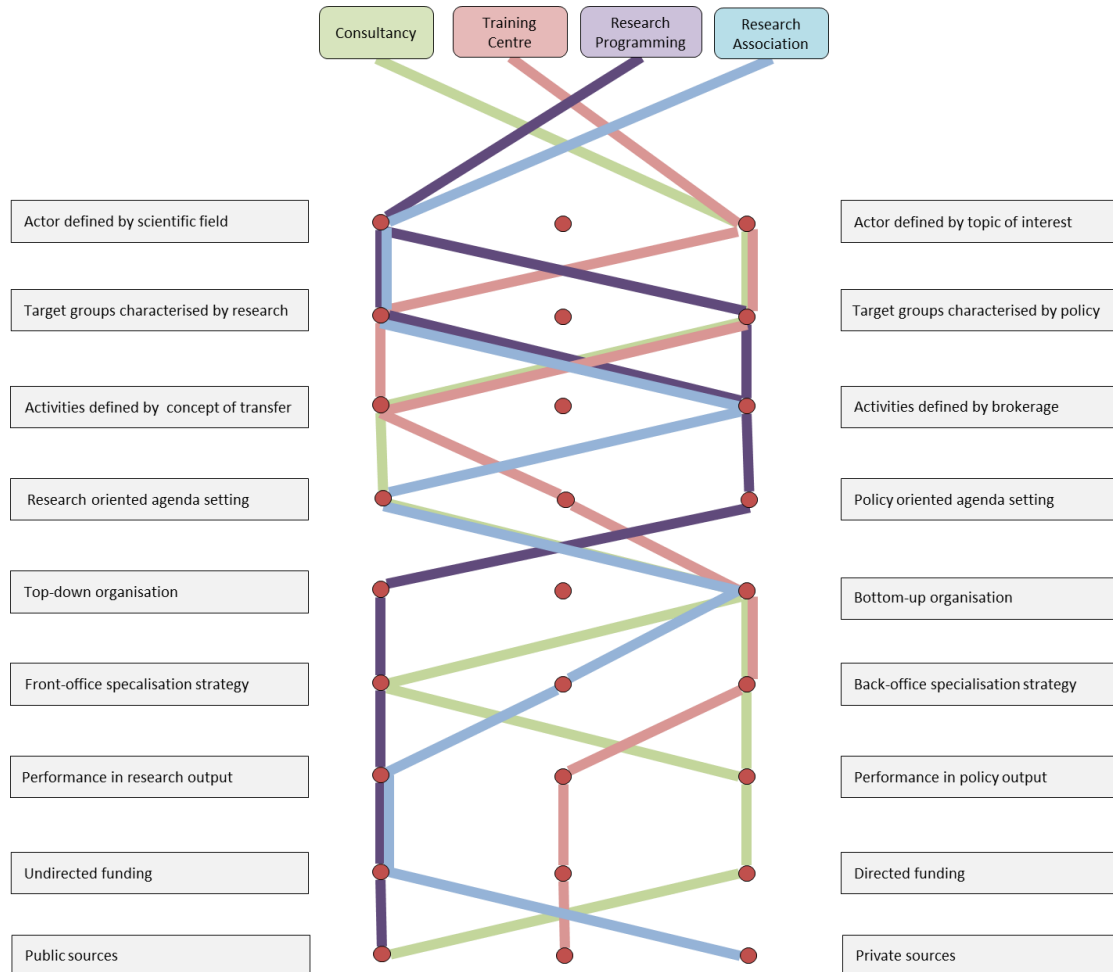 Consultancy
Training
Centre
Research
Programming
Research
Association
Actor defined by scientific field
Actor defined by topic of interest
Target groups characterised by research
Target groups characterised by policy
Activities defined by concept of transfer
Activities defined by brokerage
Research oriented agenda setting
Policy oriented agenda setting
Top-down organisation
Bottom-up organisation
Front-office specalisation strategy
Back-office specialisation strategy
Performance in research output
Performance in policy output
Undirected funding
Directed funding
Public sources
Private sources